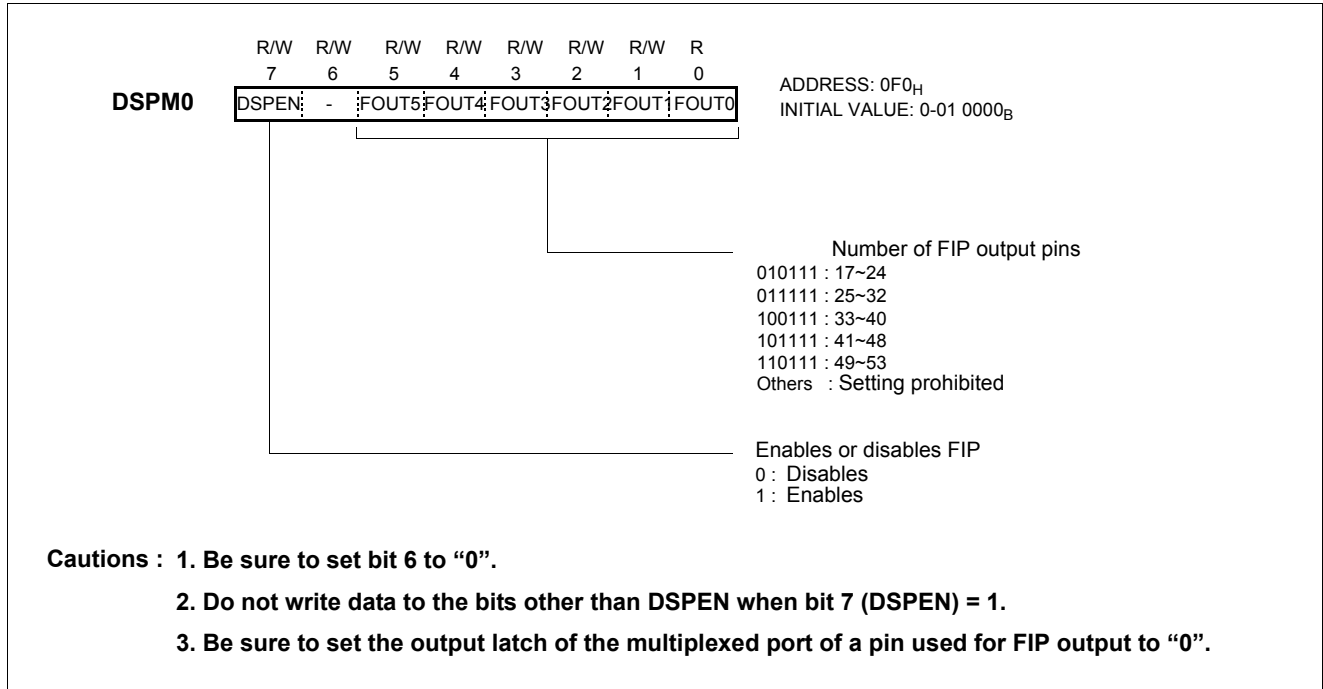 R/W R/W R/W R/W R/W R/W R/W R
7 6 5 4 3 2 1 0
DSPM0 DSPEN - FOUT5 FOUT4 FOUT3 FOUT2 FOUT1 FOUT0
ADDRESS: 0F0H
INITIAL VALUE: 0-01 0000B
Number of FIP output pins
010111 : 17~24
011111 : 25~32
100111 : 33~40
101111 : 41~48
110111 : 49~53
Others : Setting prohibited
Enables or disables FIP
0 : Disables
1 : Enables
Cautions : 1. Be sure to set bit 6 to “0”.
2. Do not write data to the bits other than DSPEN when bit 7 (DSPEN) = 1.
3. Be sure to set the output latch of the multiplexed port of a pin used for FIP output to “0”.